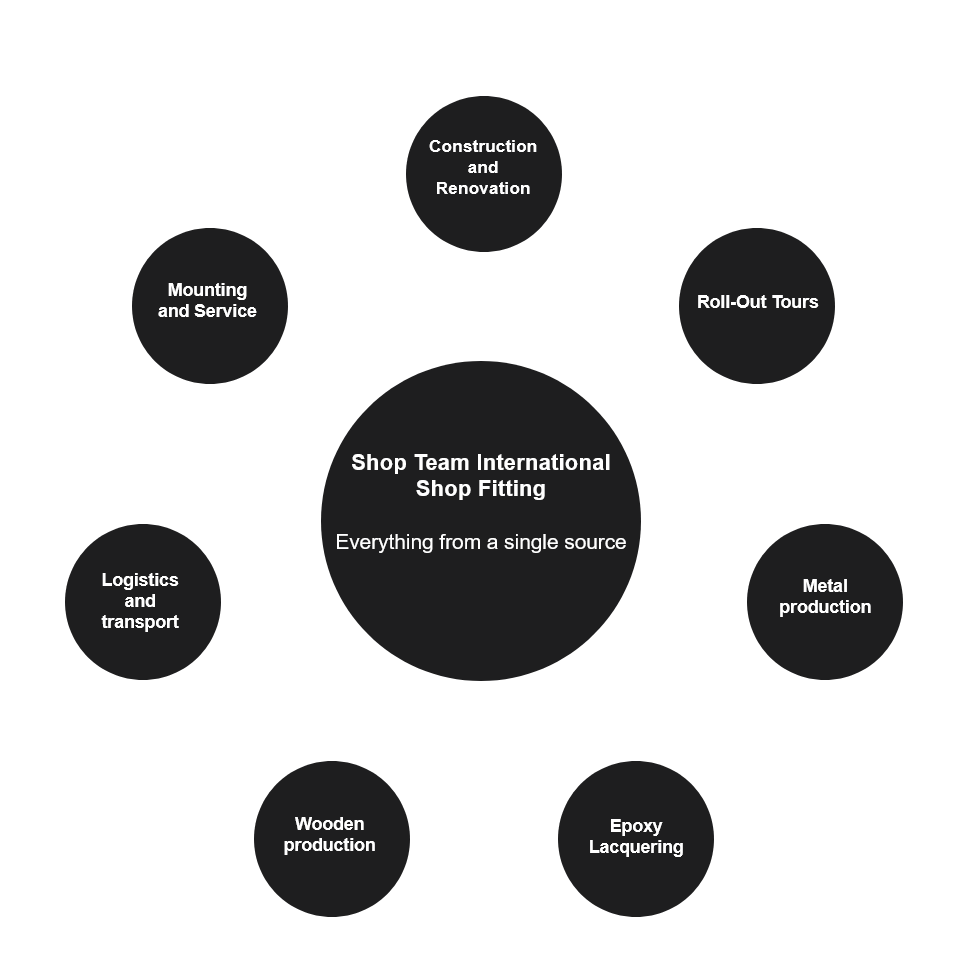 Construction
and
Renovation
Mounting
and Service
Roll-Out Tours
Shop Team International
Shop Fitting
Everything from a single source
Logistics
and
transport
Metal
production
Wooden
production
Epoxy
Lacquering